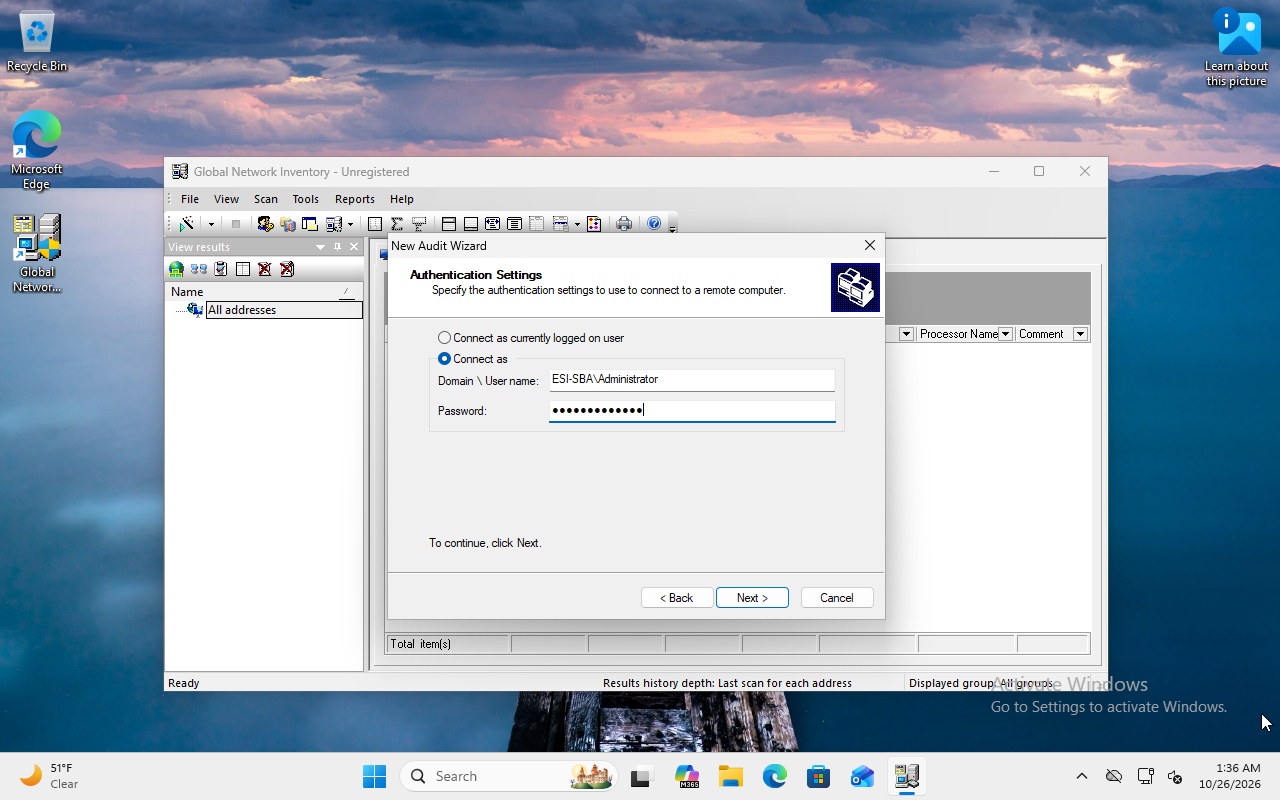 Recycle Bin
Learn about
this picture
Microsoft
Edge
Global
Networ...
Global Network Inventory - Unregistered
File View Scan Tools Reports Help
View results
Name
All addresses
New Audit Wizard
Authentication Settings
Specify the authentication settings to use to connect to a remote computer.
Connect as currently logged on user
Connect as
Domain \ User name: ESI-SBA\Administrator
Password: •••••••••••••
To continue, click Next.
< Back Next > Cancel
Processor Name Comment
Total item(s)
Ready
Results history depth: Last scan for each address
Displayed group: All groups
Activate Windows
Go to Settings to activate Windows.
51°F
Clear
Search
M365
1:36 AM
10/26/2026